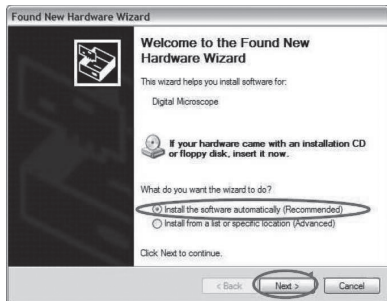 Found New Hardware Wizard
Welcome to the Found New
Hardware Wizard
This wizard helps you install software for:
Digital Microscope
If your hardware came with an installation CD
or floppy disk, insert it now.
What do you want the wizard to do?
Install the software automatically (Recommended)
Install from a list or specific location (Advanced)
Click Next to continue.
< Back Next > Cancel